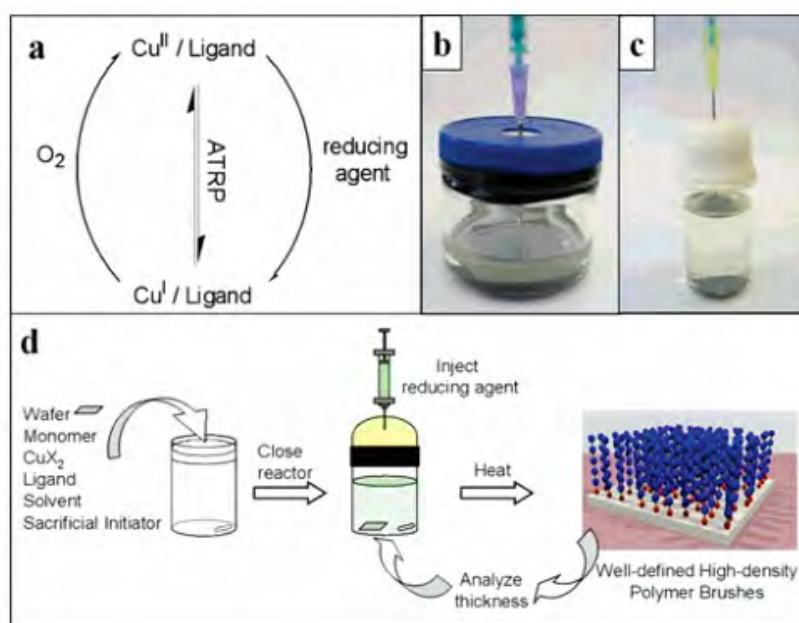 a
Cu^II / Ligand
O2
ATRP
reducing
agent
Cu^I / Ligand
b
c
d
Wafer
Monomer
CuX2
Ligand
Solvent
Sacrificial Initiator
Close
reactor
Inject
reducing agent
Heat
Analyze
thickness
Well-defined High-density
Polymer Brushes